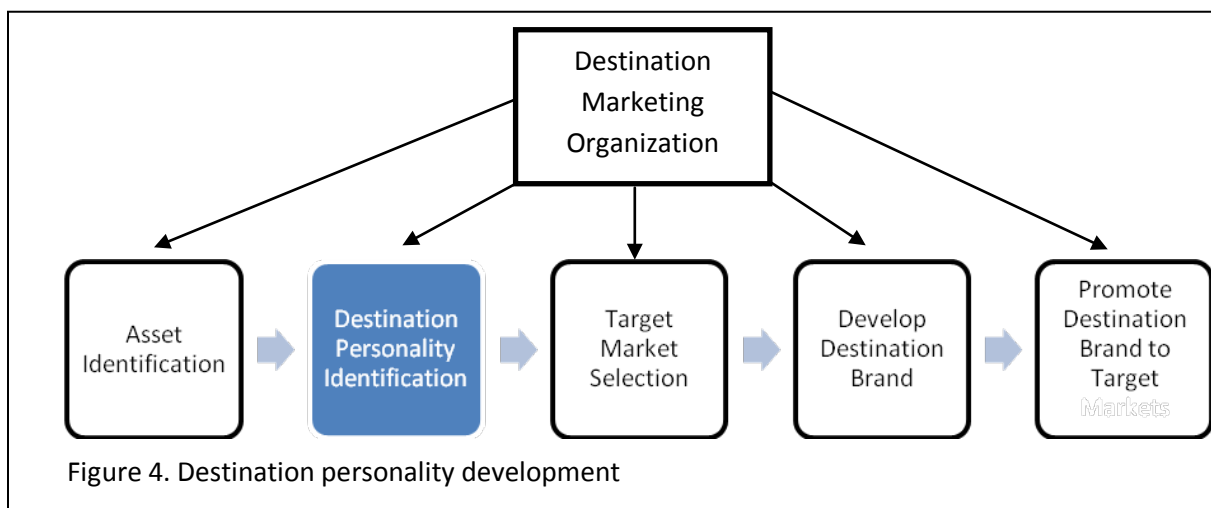 Destination
Marketing
Organization
Asset
Identification
Destination
Personality
Identification
Target
Market
Selection
Develop
Destination
Brand
Promote
Destination
Brand to
Target
Markets
Figure 4. Destination personality development